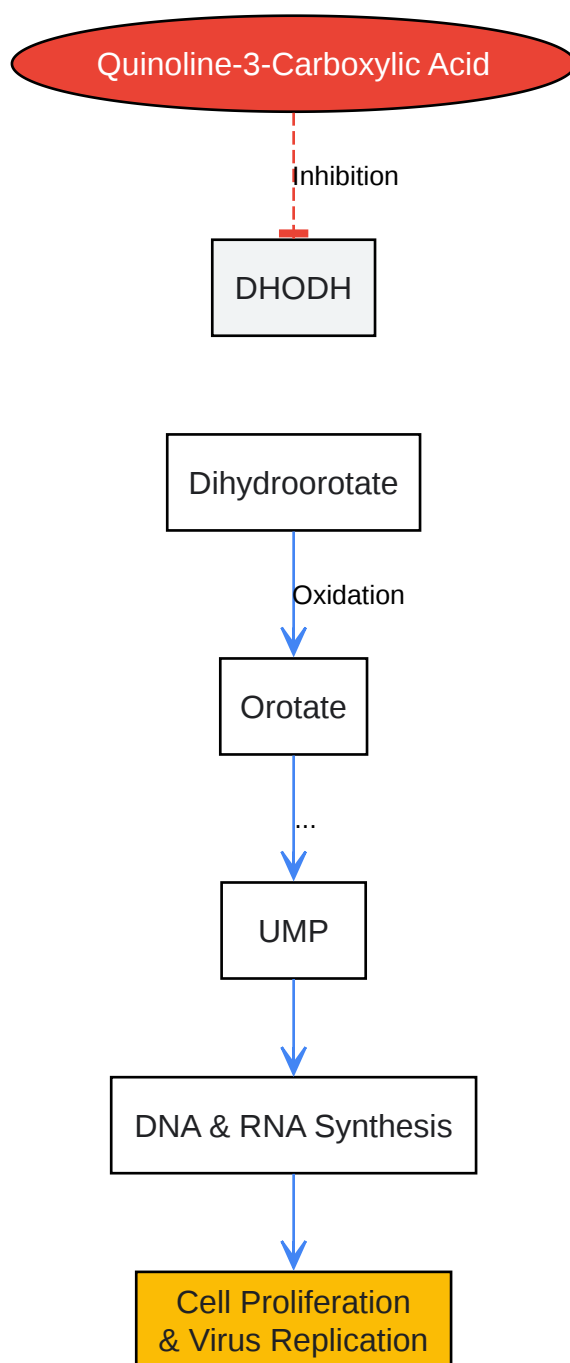 Quinoline-3-Carboxylic Acid
Inhibition
DHODH
Dihydroorotate
Oxidation
Orotate
...
UMP
DNA & RNA Synthesis
Cell Proliferation
& Virus Replication